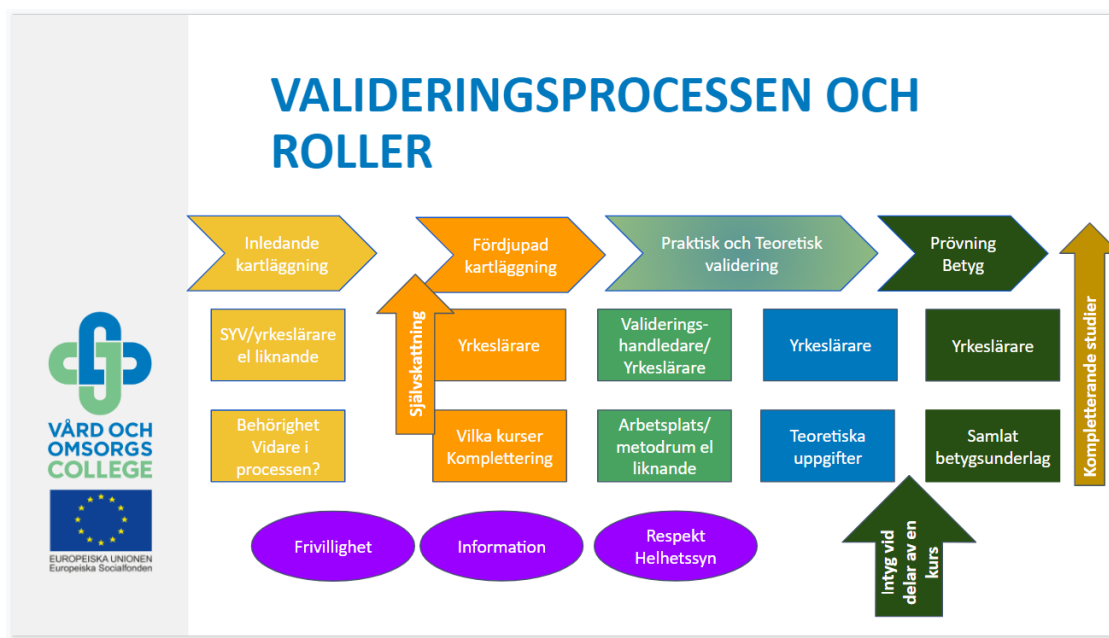 VALIDERINGSPROCESSEN OCH
ROLLER
Inledande
kartläggning
Fördjupad
kartläggning
Praktisk och Teoretisk
validering
Prövning
Betyg
SYV/yrkeslärare
el liknande
Självskattning
Yrkeslärare
Validerings-
handledare/
Yrkeslärare
Yrkeslärare
Yrkeslärare
Kompletterande studier
Behörighet
Vidare i
processen?
Vilka kurser
Komplettering
Arbetsplats/
metodrum el
liknande
Teoretiska
uppgifter
Samlat
betygsunderlag
Frivillighet
Information
Respekt
Helhetssyn
Intyg vid
delar av en
kurs
VÅRD OCH
OMSORGS
COLLEGE
EUROPEISKA UNIONEN
Europeiska Socialfonden